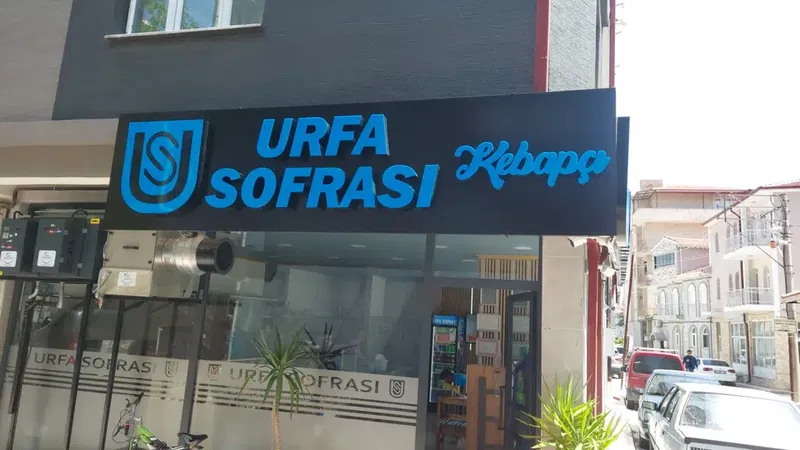 URFA
SOFRASI
Kebapçı
URFA SOFRASI
URFA SOFRASI